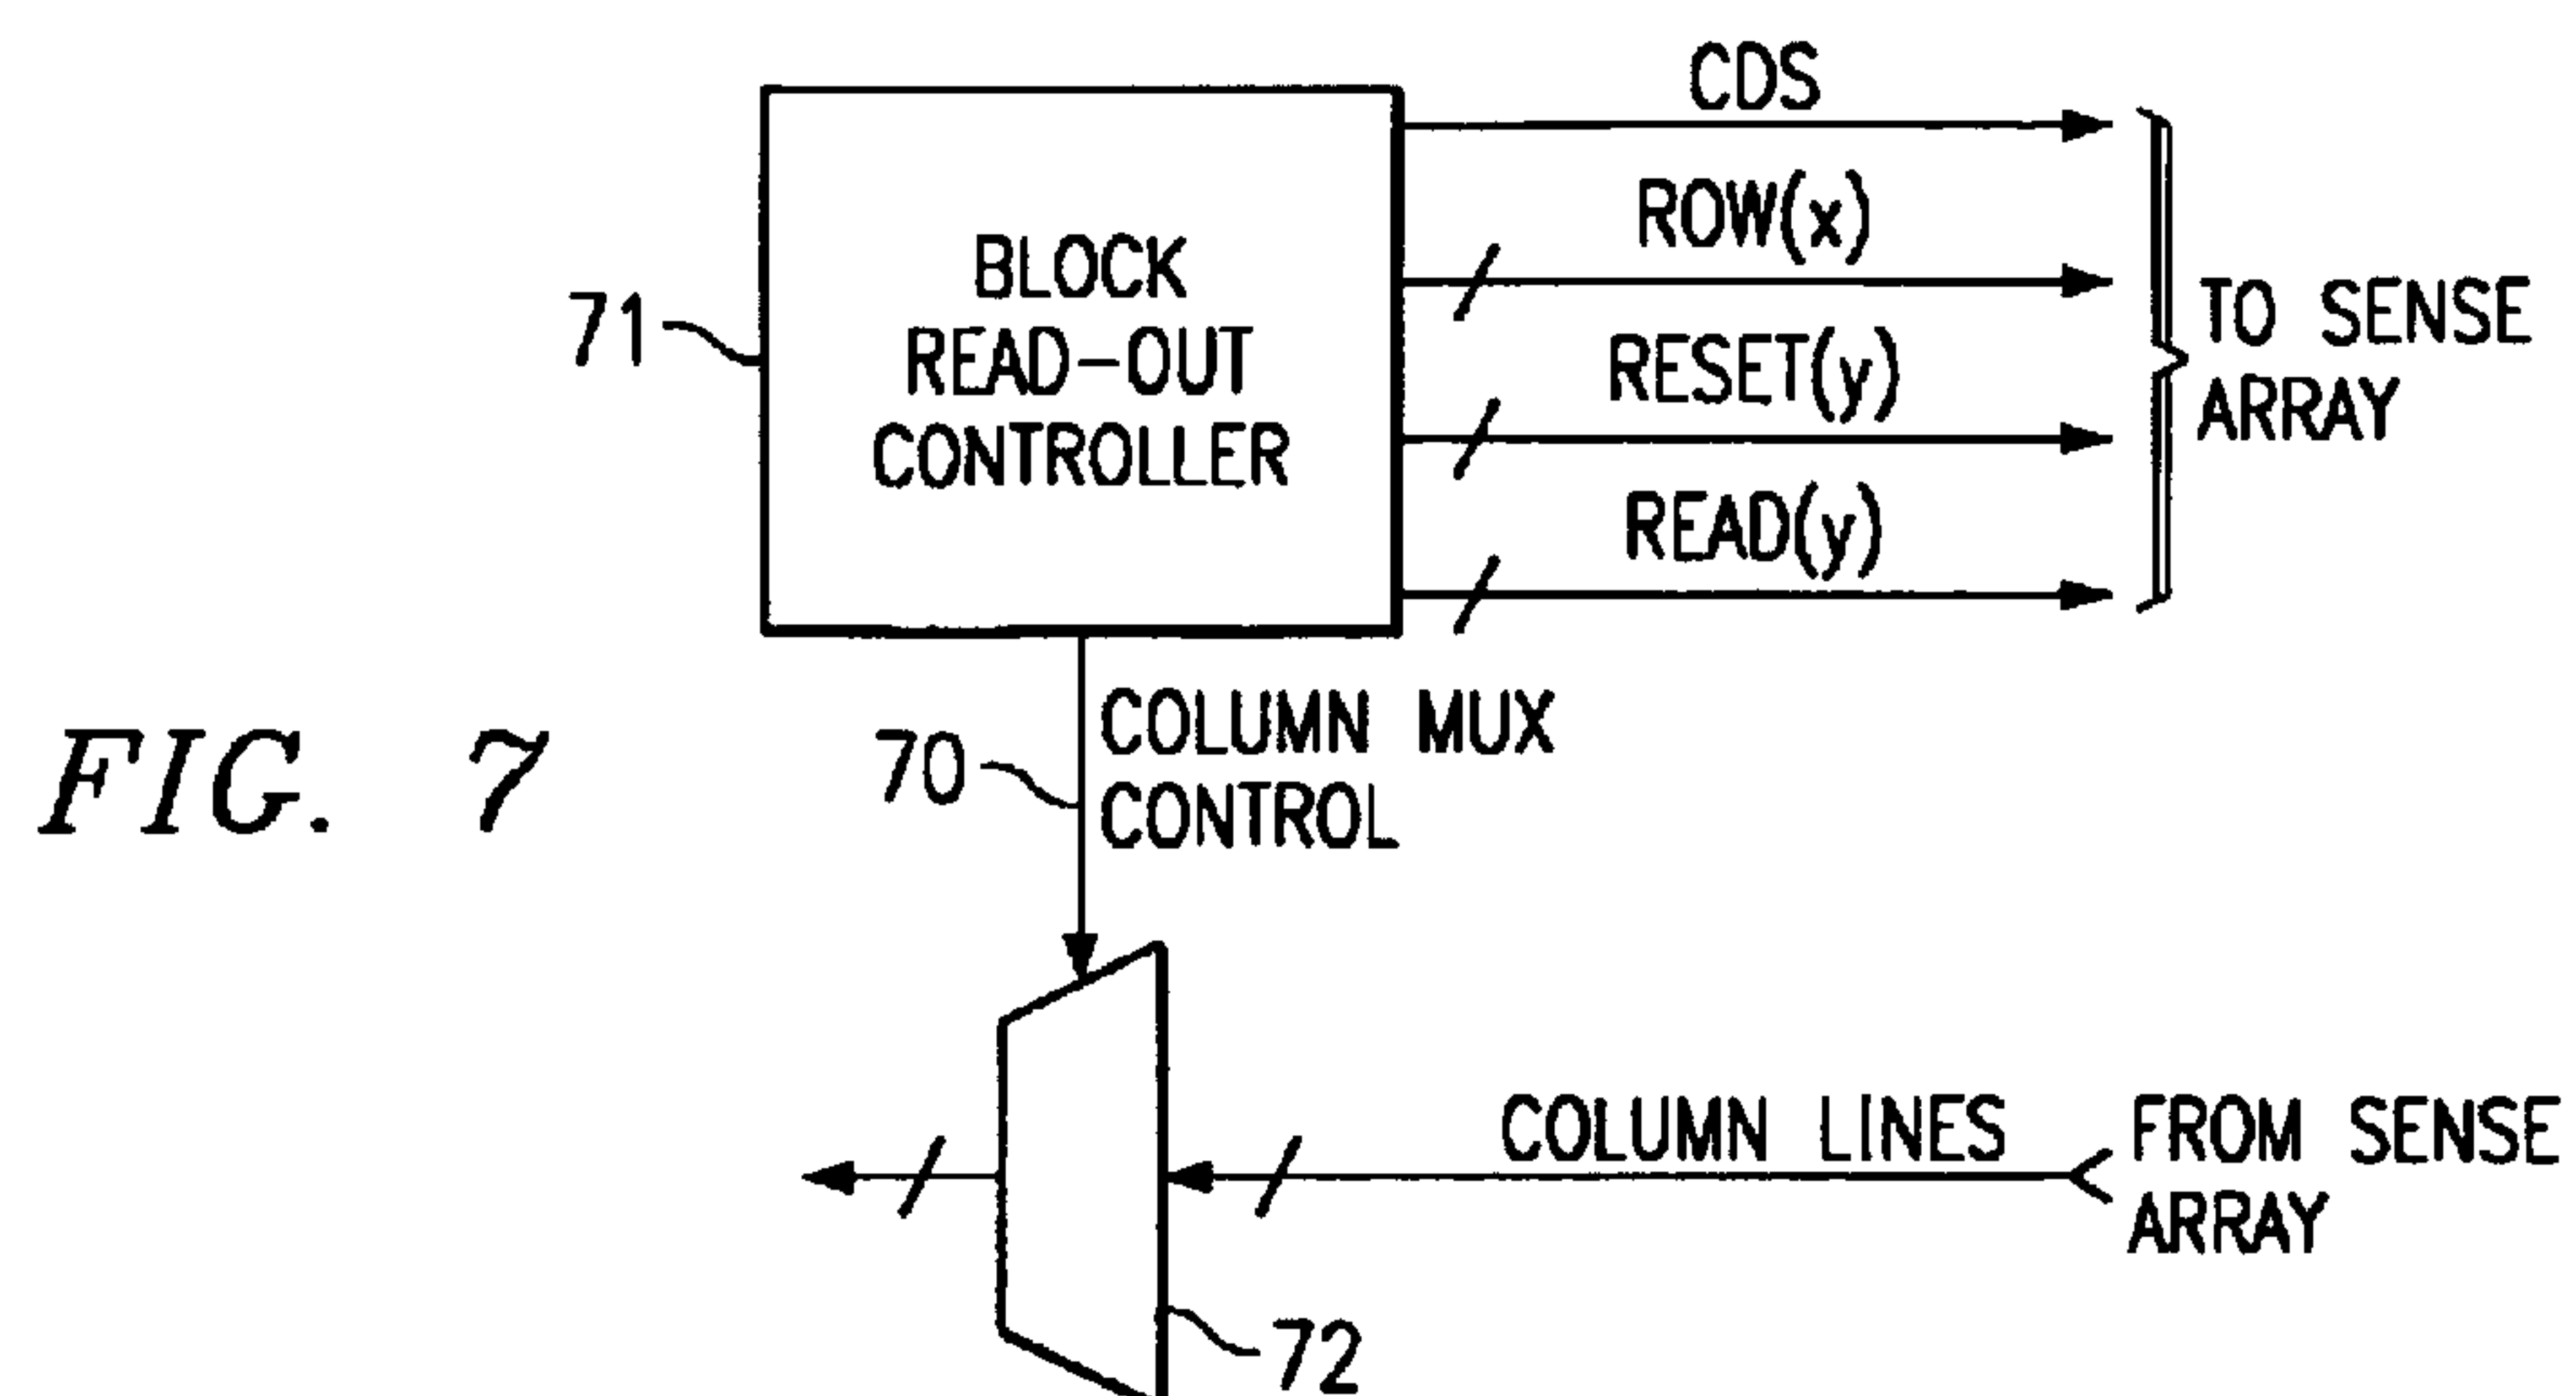 CDS
ROW(x)
RESET(y)
READ(y)
TO SENSE
ARRAY
71
BLOCK
READ-OUT
CONTROLLER
FIG. 7
70
COLUMN MUX
CONTROL
COLUMN LINES
FROM SENSE
ARRAY
72